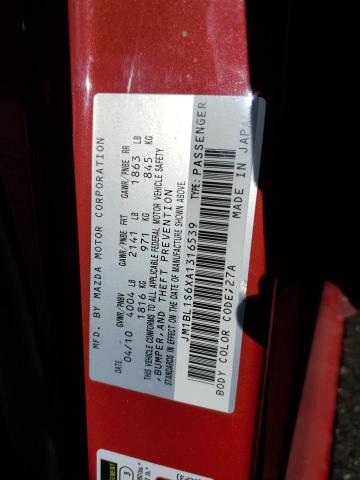 MFD. BY MAZDA MOTOR CORPORATION
DATE GVWR/PNBV GAWR/PNBE FRT GAWR/PNBE RR
04/10 4004 LB 2141 LB 1863 LB
1816 KG 971 KG 845 KG
THIS VEHICLE CONFORMS TO ALL APPLICABLE FEDERAL MOTOR VEHICLE SAFETY
,BUMPER,AND THEFT PREVENTION
STANDARDS IN EFFECT ON THE DATE OF MANUFACTURE SHOWN ABOVE
JM1BL1S6XA1316539 TYPE: PASSENGER
BODY COLOR CODE:27A MADE IN JAPAN
3